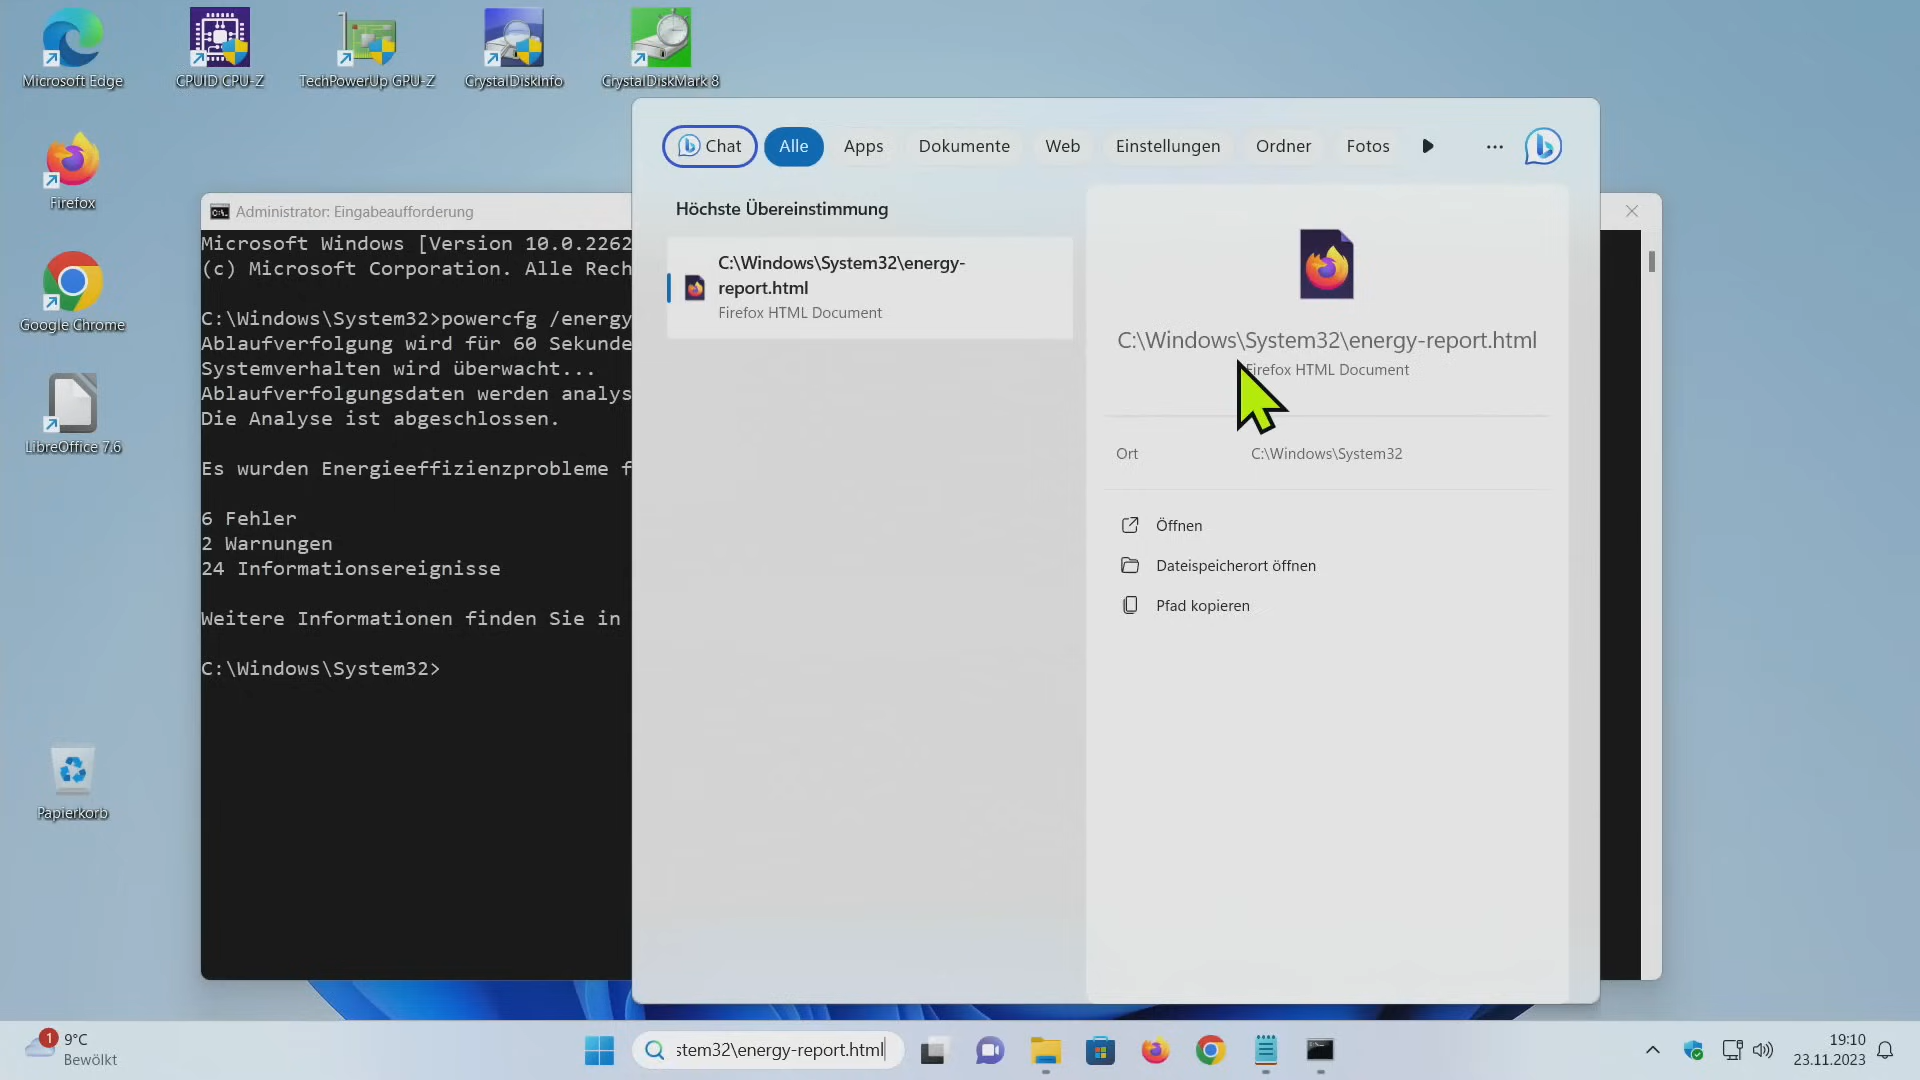 Microsoft Edge
CPUID CPU-Z
TechPowerUp GPU-Z
CrystalDiskInfo
CrystalDiskMark 8
Firefox
Google Chrome
LibreOffice 7.6
Papierkorb
Administrator: Eingabeaufforderung
Microsoft Windows [Version 10.0.2262
(c) Microsoft Corporation. Alle Rech
C:\Windows\System32>powercfg /energy
Ablaufverfolgung wird für 60 Sekunde
Systemverhalten wird überwacht...
Ablaufverfolgungsdaten werden analys
Die Analyse ist abgeschlossen.
Es wurden Energieeffizienzprobleme f
6 Fehler
2 Warnungen
24 Informationsereignisse
Weitere Informationen finden Sie in
C:\Windows\System32>
Chat
Alle
Apps
Dokumente
Web
Einstellungen
Ordner
Fotos
Höchste Übereinstimmung
C:\Windows\System32\energy-
report.html
Firefox HTML Document
C:\Windows\System32\energy-report.html
Firefox HTML Document
Ort C:\Windows\System32
Öffnen
Dateispeicherort öffnen
Pfad kopieren
1
9°C
Bewölkt
stem32\energy-report.html
19:10
23.11.2023